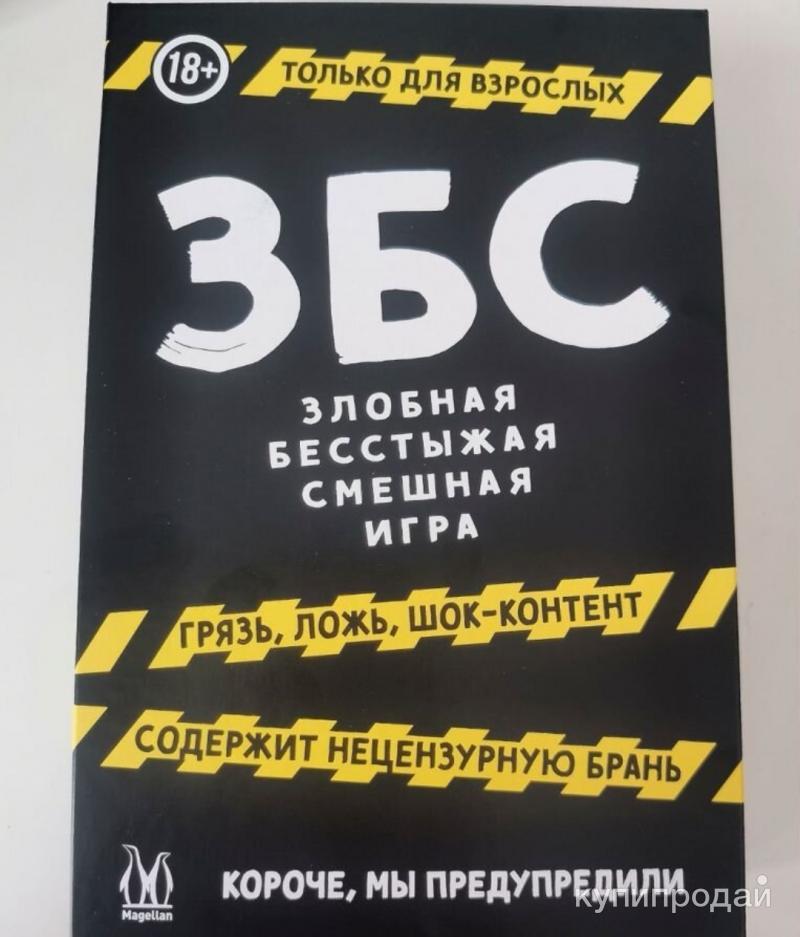 18+
ТОЛЬКО ДЛЯ ВЗРОСЛЫХ
ЗБС
ЗЛОБНАЯ
БЕССТЫЖАЯ
СМЕШНАЯ
ИГРА
ГРЯЗЬ, ЛОЖЬ, ШОК-КОНТЕНТ
СОДЕРЖИТ НЕЦЕНЗУРНУЮ БРАНЬ
КОРОЧЕ, МЫ ПРЕДУПРЕДИЛИ
Magellan
купипродай